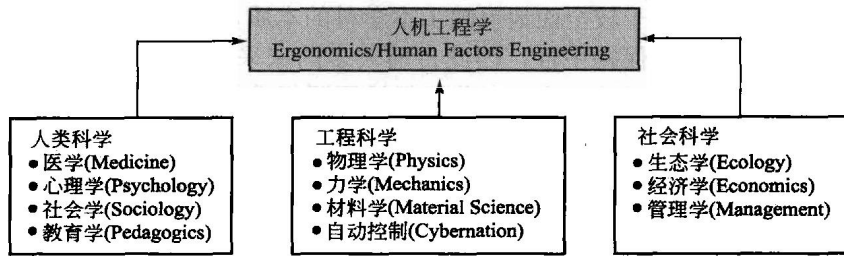 人机工程学
Ergonomics/Human Factors Engineering
人类科学
●医学(Medicine)
●心理学(Psychology)
●社会学(Sociology)
●教育学(Pedagogics)
工程科学
●物理学(Physics)
●力学(Mechanics)
●材料学(Material Science)
●自动控制(Cybernation)
社会科学
●生态学(Ecology)
●经济学(Economics)
●管理学(Management)